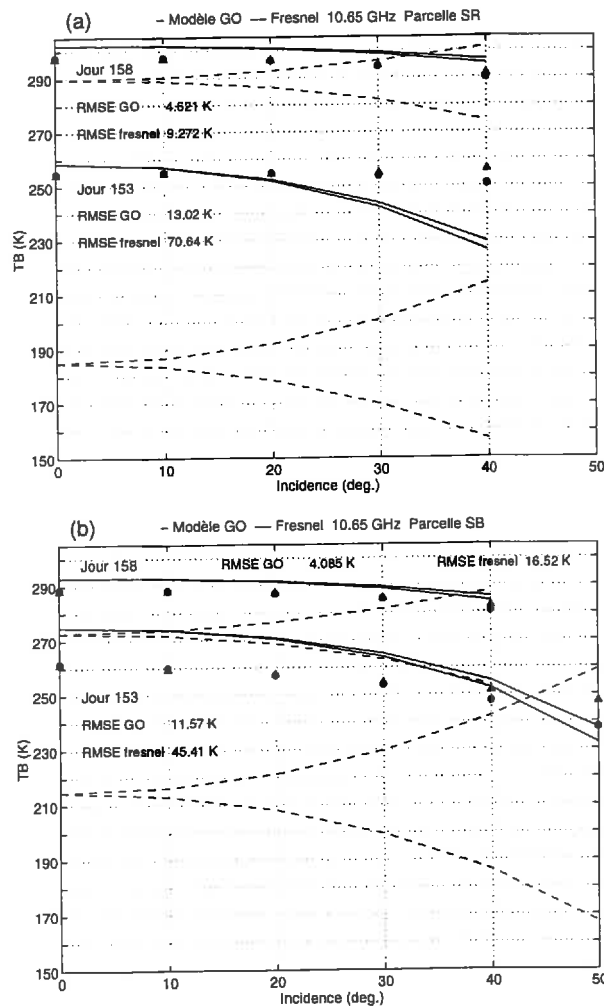 (a)
– Modèle GO –– Fresnel 10.65 GHz Parcelle SR
290
270
250
230
210
190
170
150
TB (K)
Jour 158
RMSE GO 4.621 K
RMSE fresnel 9.272 K
Jour 153
RMSE GO 13.02 K
RMSE fresnel 70.64 K
0 10 20 30 40 50
Incidence (deg.)
(b)
– Modèle GO –– Fresnel 10.65 GHz Parcelle SB
290
270
250
230
210
190
170
150
TB (K)
Jour 158 RMSE GO 4.085 K RMSE fresnel 16.52 K
Jour 153
RMSE GO 11.57 K
RMSE fresnel 45.41 K
0 10 20 30 40 50
Incidence (deg.)